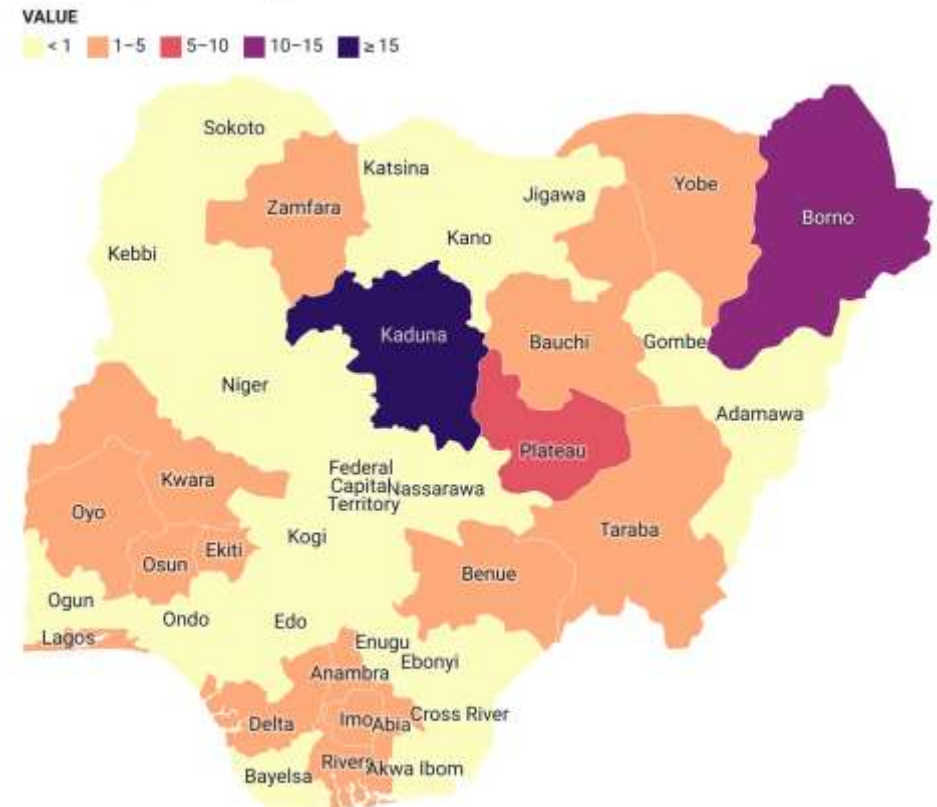 VALUE
< 1 1–5 5–10 10–15 ≥ 15
Sokoto
Katsina
Zamfara
Jigawa
Yobe
Borno
Kano
Kebbi
Kaduna
Bauchi
Gombe
Niger
Adamawa
Plateau
Federal
Capital
Territory
Nassarawa
Kwara
Oyo
Taraba
Kogi
Ekiti
Osun
Benue
Ogun
Ondo
Edo
Lagos
Enugu
Ebonyi
Anambra
Cross River
Delta
Imo
Abia
Rivers
Akwa Ibom
Bayelsa